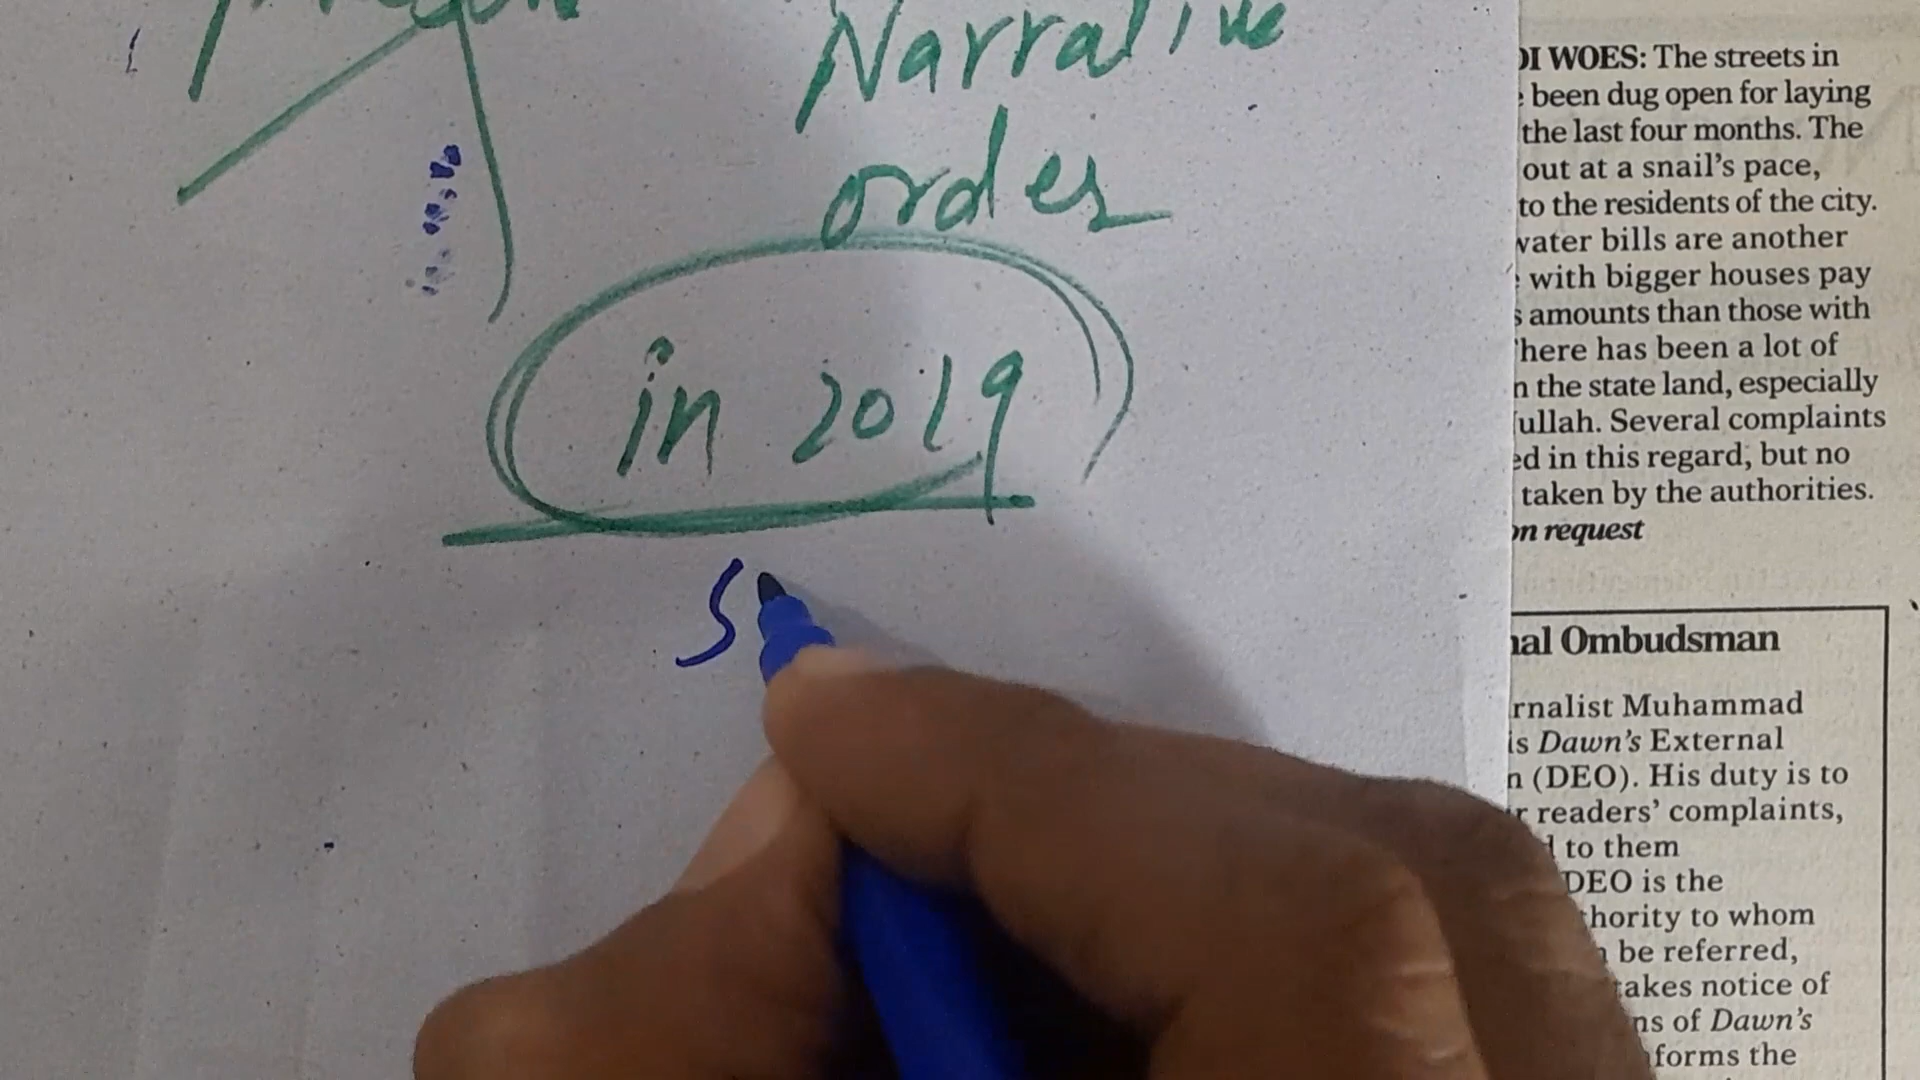 Narrative
order
in 2019
S
DI WOES: The streets in
been dug open for laying
the last four months. The
out at a snail's pace,
to the residents of the city.
water bills are another
with bigger houses pay
s amounts than those with
There has been a lot of
n the state land, especially
ullah. Several complaints
ed in this regard, but no
taken by the authorities.
on request
nal Ombudsman
rnalist Muhammad
is Dawn's External
n (DEO). His duty is to
r readers' complaints,
d to them
DEO is the
thority to whom
be referred,
takes notice of
ns of Dawn's
forms the